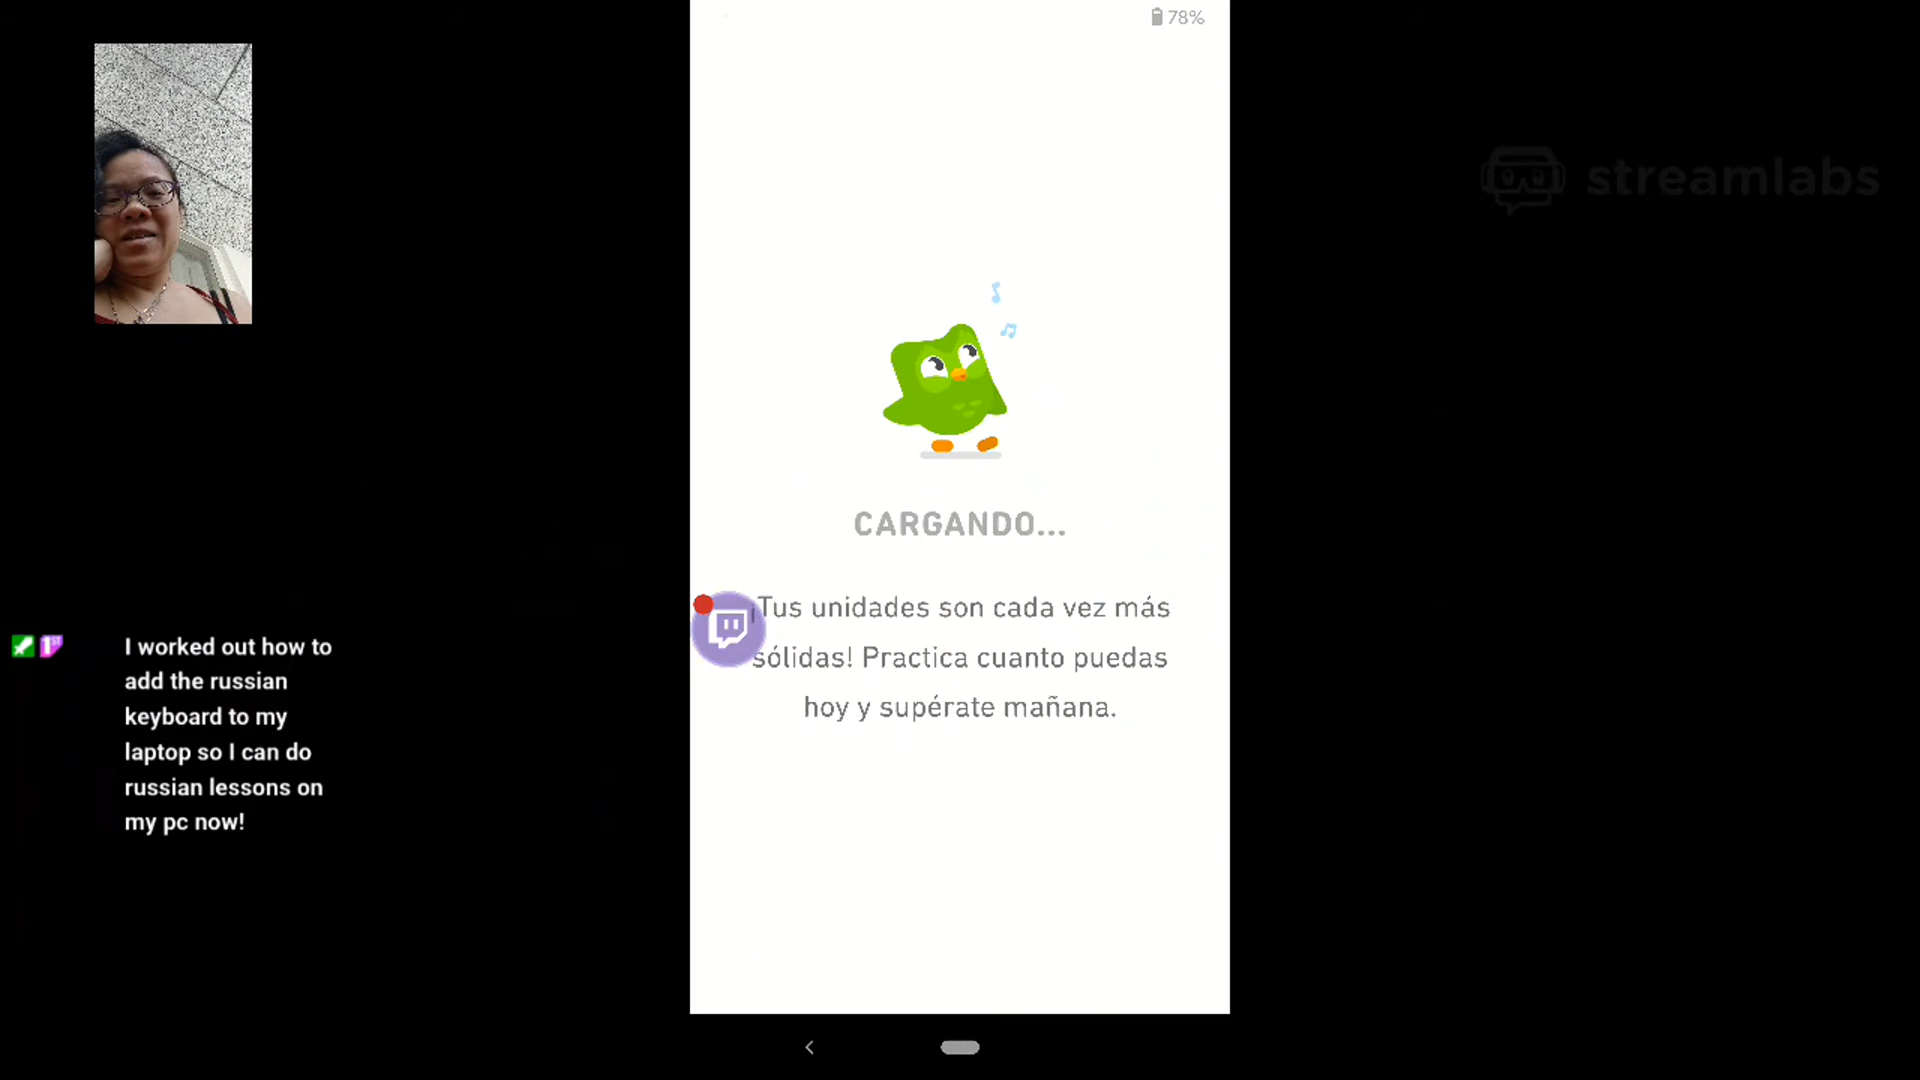 78%
streamlabs
CARGANDO...
¡Tus unidades son cada vez más
sólidas! Practica cuanto puedas
hoy y supérate mañana.
1ST
I worked out how to
add the russian
keyboard to my
laptop so I can do
russian lessons on
my pc now!